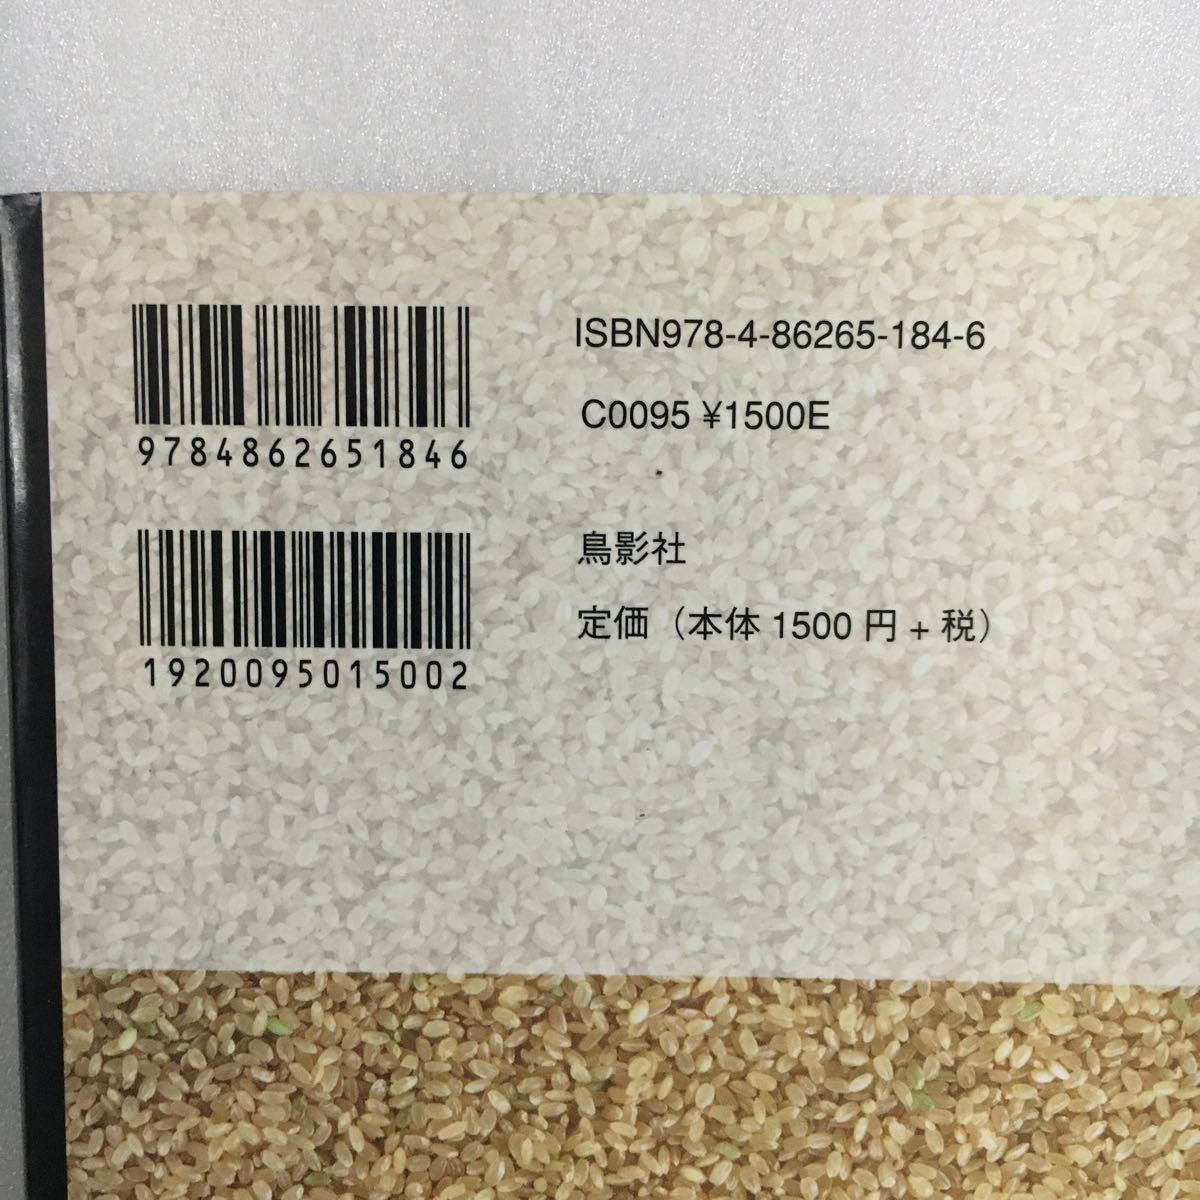 9784862651846
1920095015002
ISBN978-4-86265-184-6
C0095 ¥1500E
鳥影社
定価（本体 1500 円 + 税）